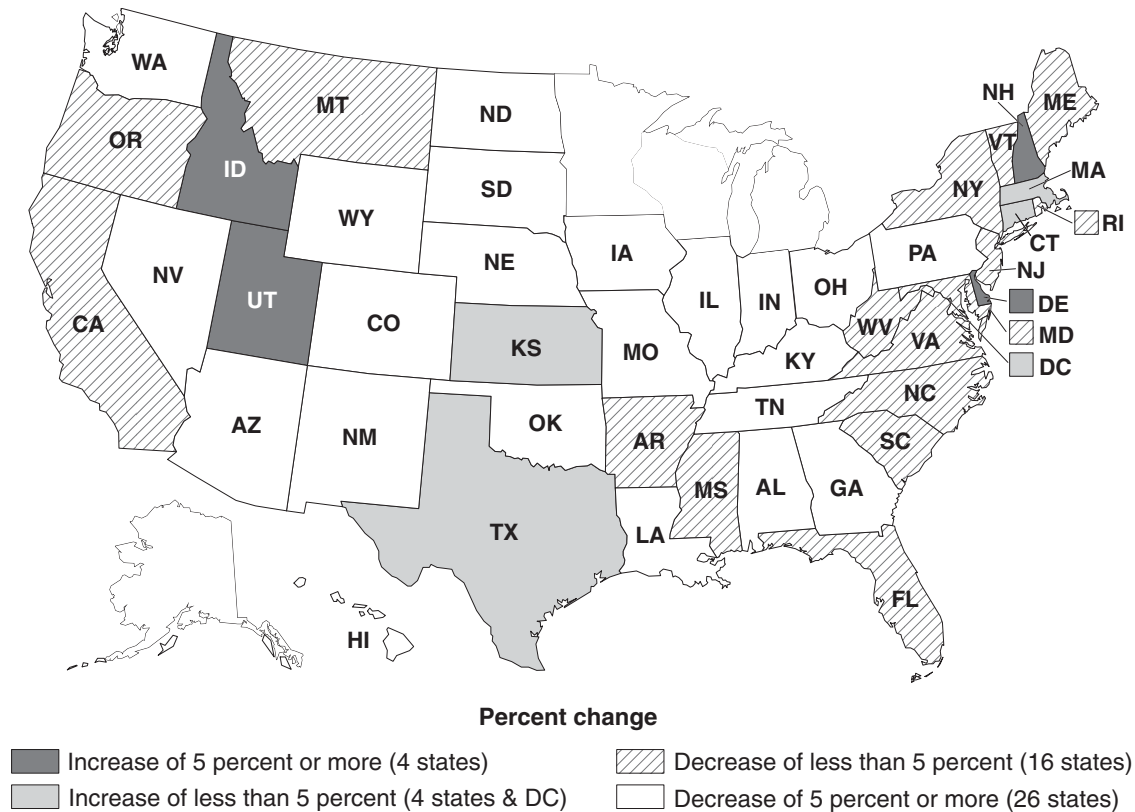 WA
MT
ND
NH
ME
OR
VT
ID
MA
SD
NY
WY
RI
CT
IA
PA
NE
NV
NJ
OH
IL
IN
UT
DE
CO
CA
WV
MD
KS
VA
MO
KY
DC
NC
TN
OK
AZ
NM
AR
SC
MS
AL
GA
TX
LA
FL
HI
Percent change
Increase of 5 percent or more (4 states)
Decrease of less than 5 percent (16 states)
Increase of less than 5 percent (4 states & DC)
Decrease of 5 percent or more (26 states)